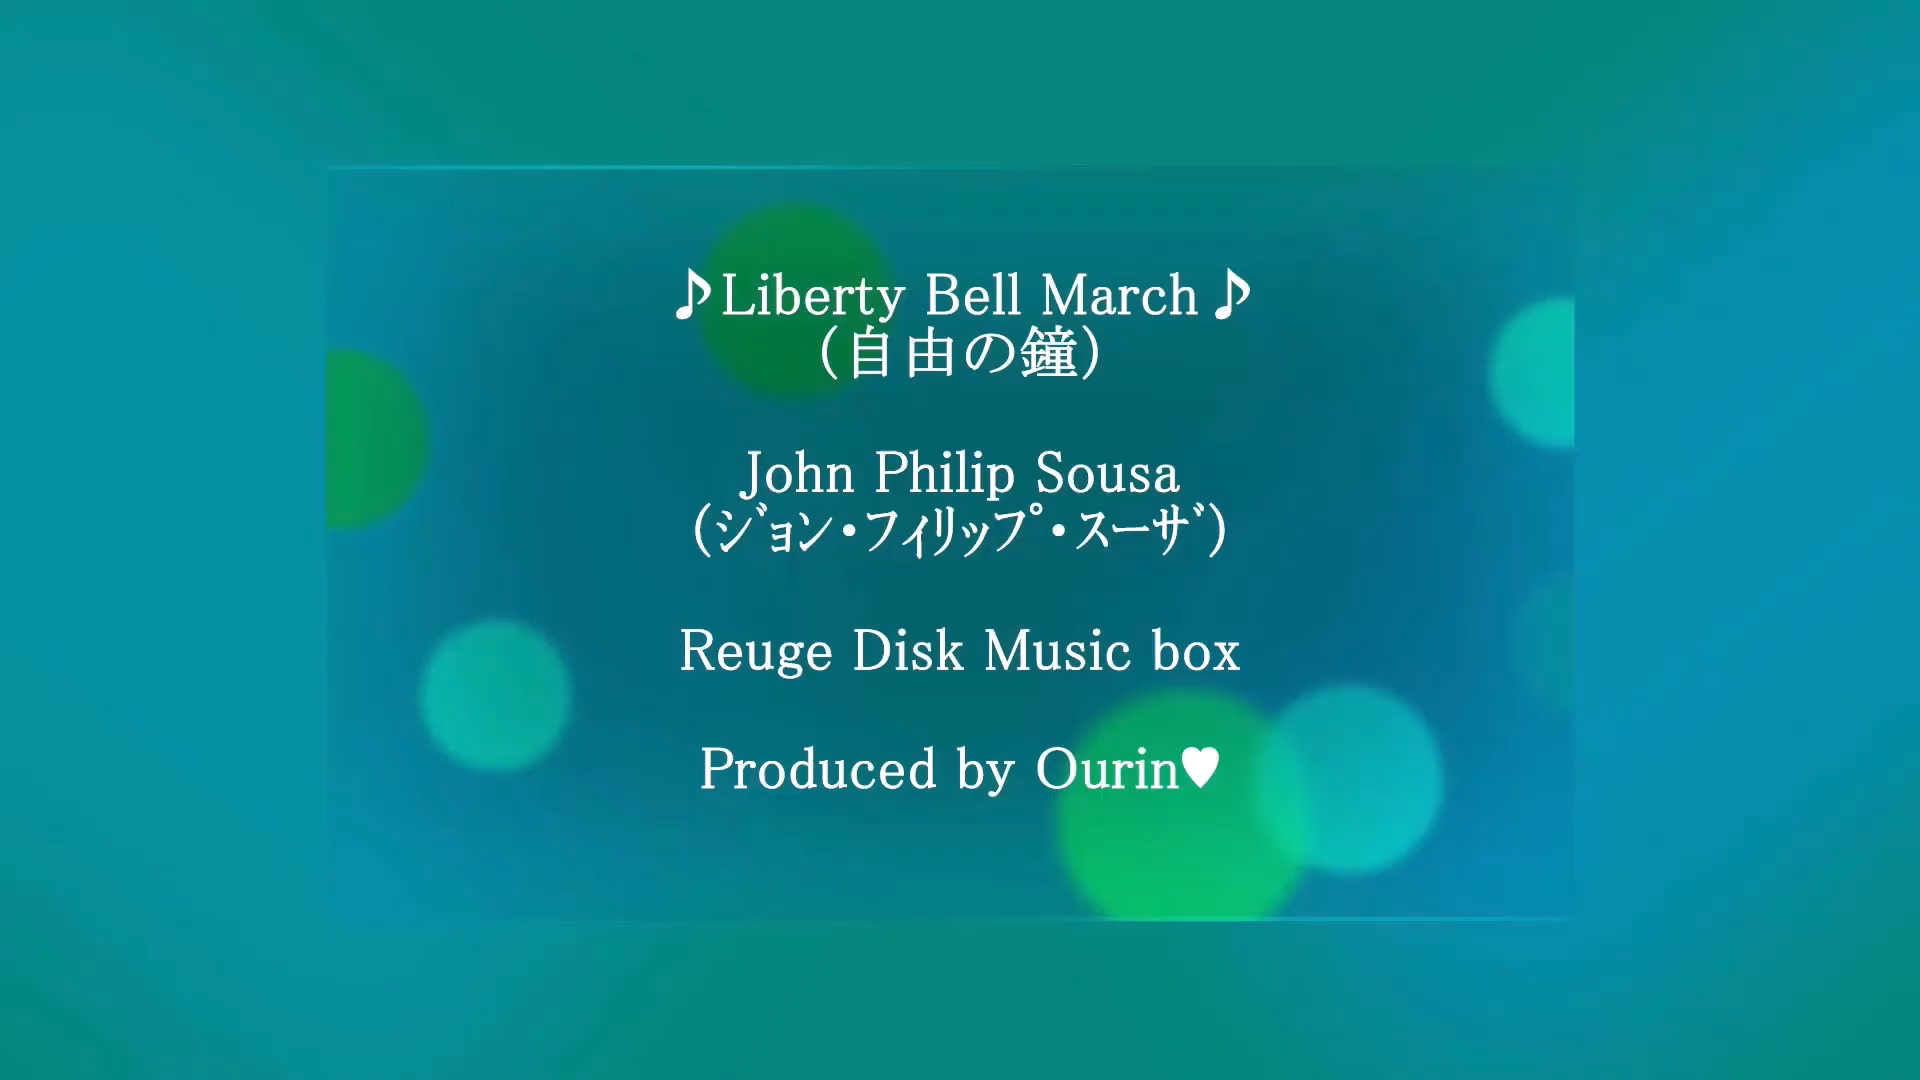 ♪Liberty Bell March♪
(自由の鐘)
John Philip Sousa
(ジョン・フィリップ・スーザ)
Reuge Disk Music box
Produced by Ourin♥